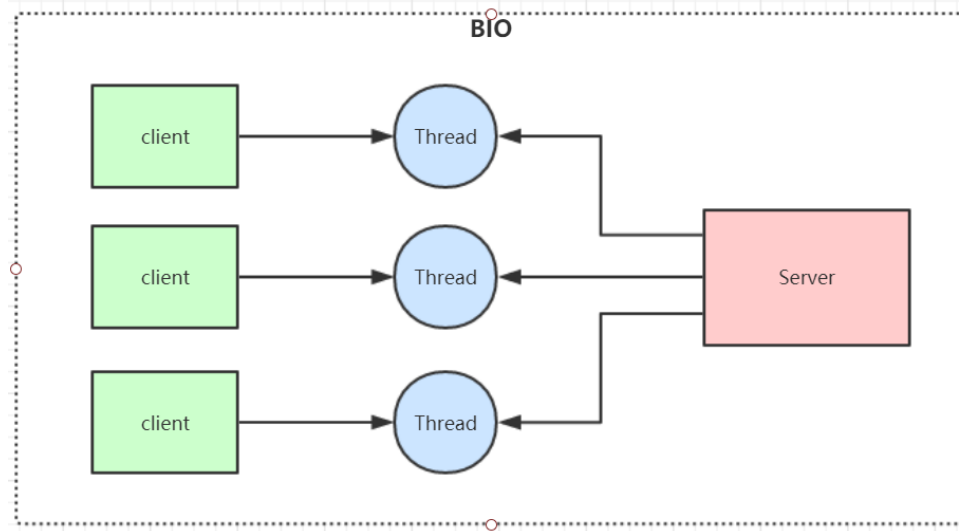 BIO
client
Thread
client
Thread
Server
client
Thread